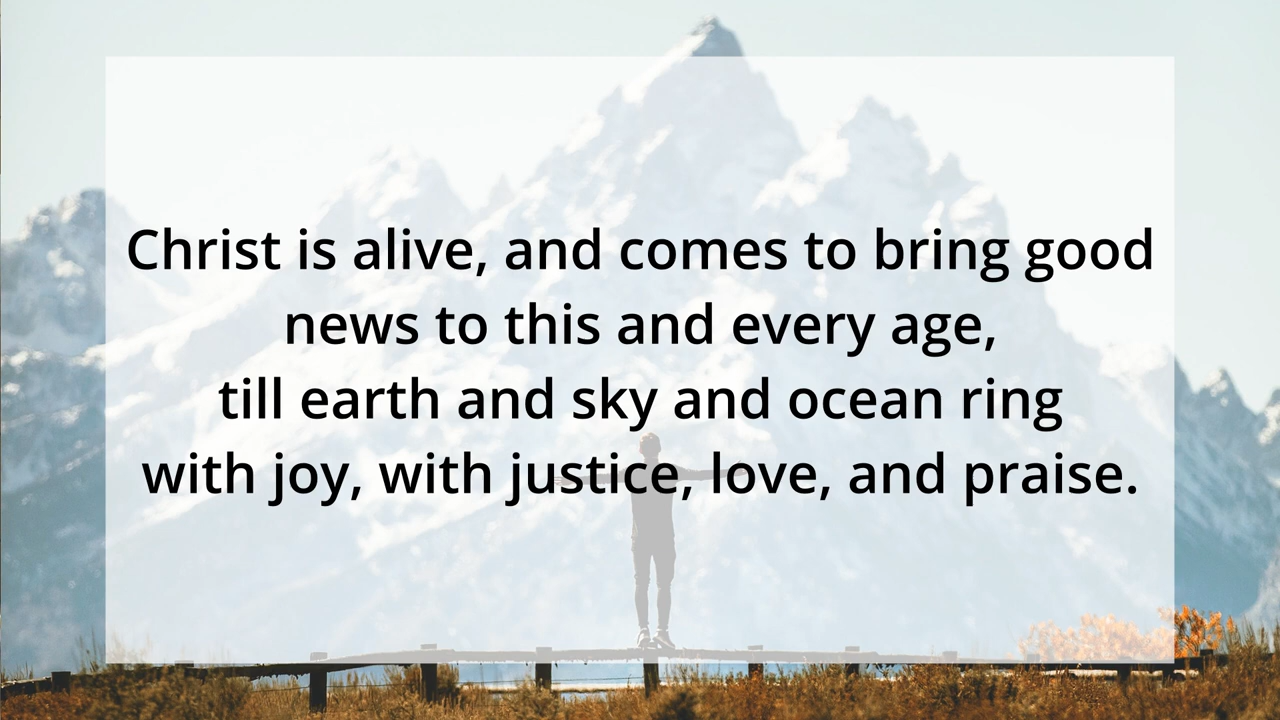 Christ is alive, and comes to bring good
news to this and every age,
till earth and sky and ocean ring
with joy, with justice, love, and praise.